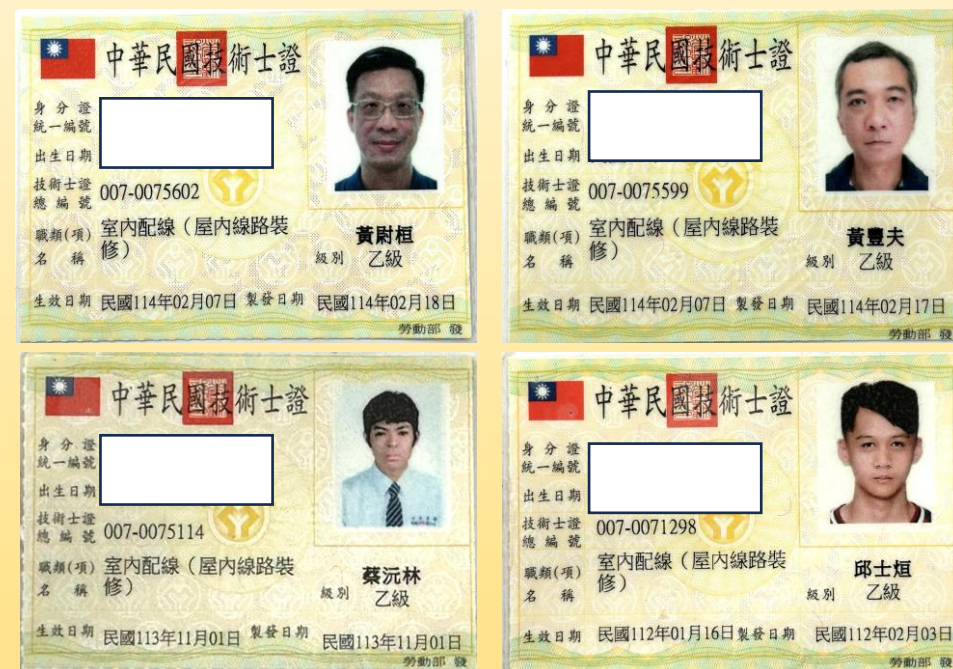 中華民國技術士證
身分證
統一編號
出生日期
技術士證
總編號 007-0075602
職類(項)
名稱
室內配線（屋內線路裝
修）
黃尉桓
級別 乙級
生效日期 民國114年02月07日 製發日期 民國114年02月18日
勞動部 發
中華民國技術士證
身分證
統一編號
出生日期
技術士證
總編號 007-0075599
職類(項)
名稱
室內配線（屋內線路裝
修）
黃豐夫
級別 乙級
生效日期 民國114年02月07日 製發日期 民國114年02月17日
勞動部 發
中華民國技術士證
身分證
統一編號
出生日期
技術士證
總編號 007-0075114
職類(項)
名稱
室內配線（屋內線路裝
修）
蔡沅林
級別 乙級
生效日期 民國113年11月01日 製發日期 民國113年11月01日
勞動部 發
中華民國技術士證
身分證
統一編號
出生日期
技術士證
總編號 007-0071298
職類(項)
名稱
室內配線（屋內線路裝
修）
邱士烜
級別 乙級
生效日期 民國112年01月16日 製發日期 民國112年02月03日
勞動部 發